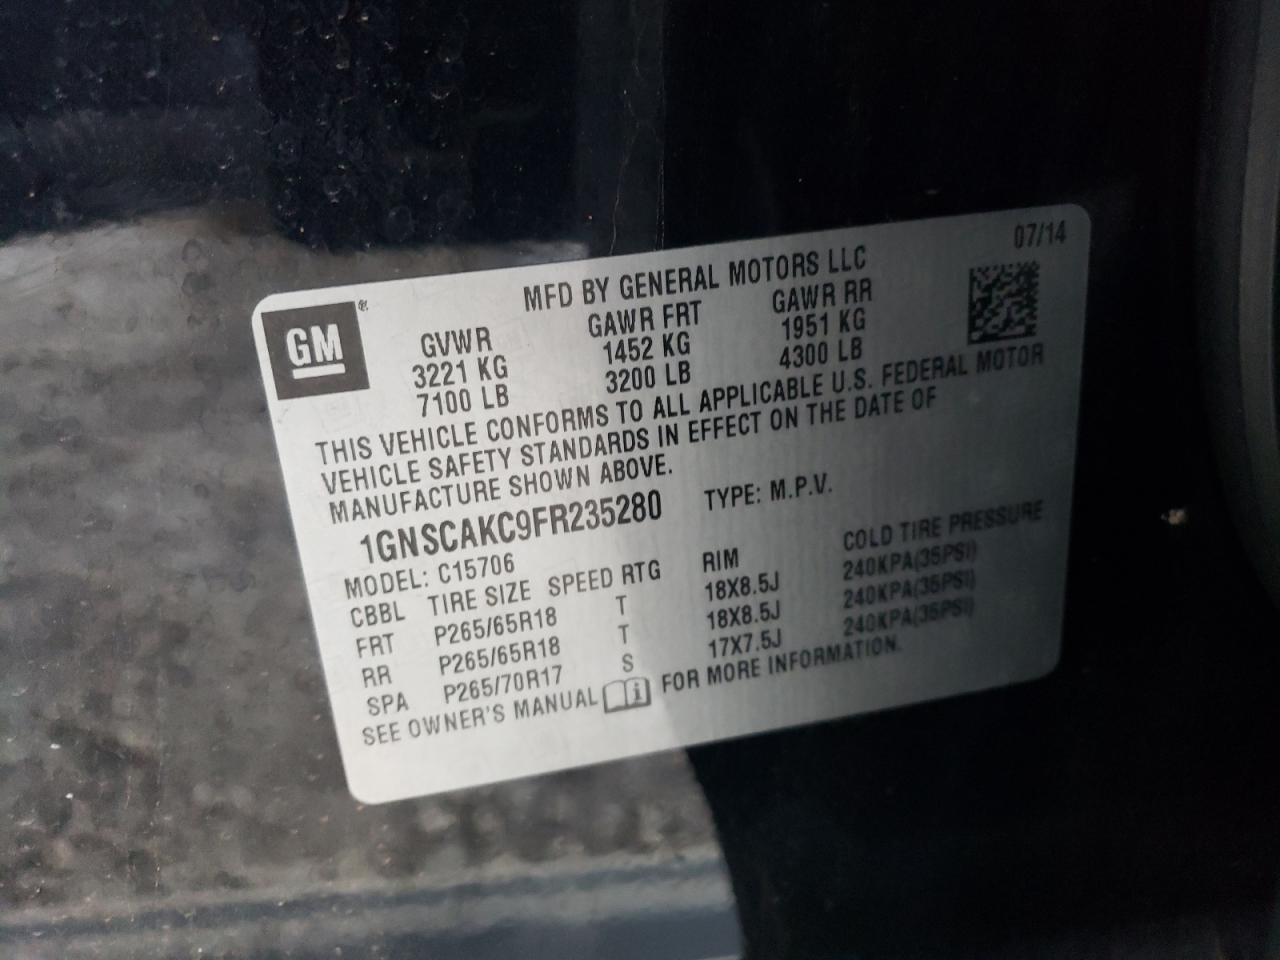 07/14
MFD BY GENERAL MOTORS LLC
GM ®
GVWR GAWR FRT GAWR RR
3221 KG 1452 KG 1951 KG
7100 LB 3200 LB 4300 LB
THIS VEHICLE CONFORMS TO ALL APPLICABLE U.S. FEDERAL MOTOR
VEHICLE SAFETY STANDARDS IN EFFECT ON THE DATE OF
MANUFACTURE SHOWN ABOVE.
1GNSCAKC9FR235280 TYPE: M.P.V.
MODEL: C15706
CBBL TIRE SIZE SPEED RTG RIM COLD TIRE PRESSURE
FRT P265/65R18 T 18X8.5J 240KPA(35PSI)
RR P265/65R18 T 18X8.5J 240KPA(35PSI)
SPA P265/70R17 S 17X7.5J 240KPA(35PSI)
SEE OWNER'S MANUAL i FOR MORE INFORMATION.